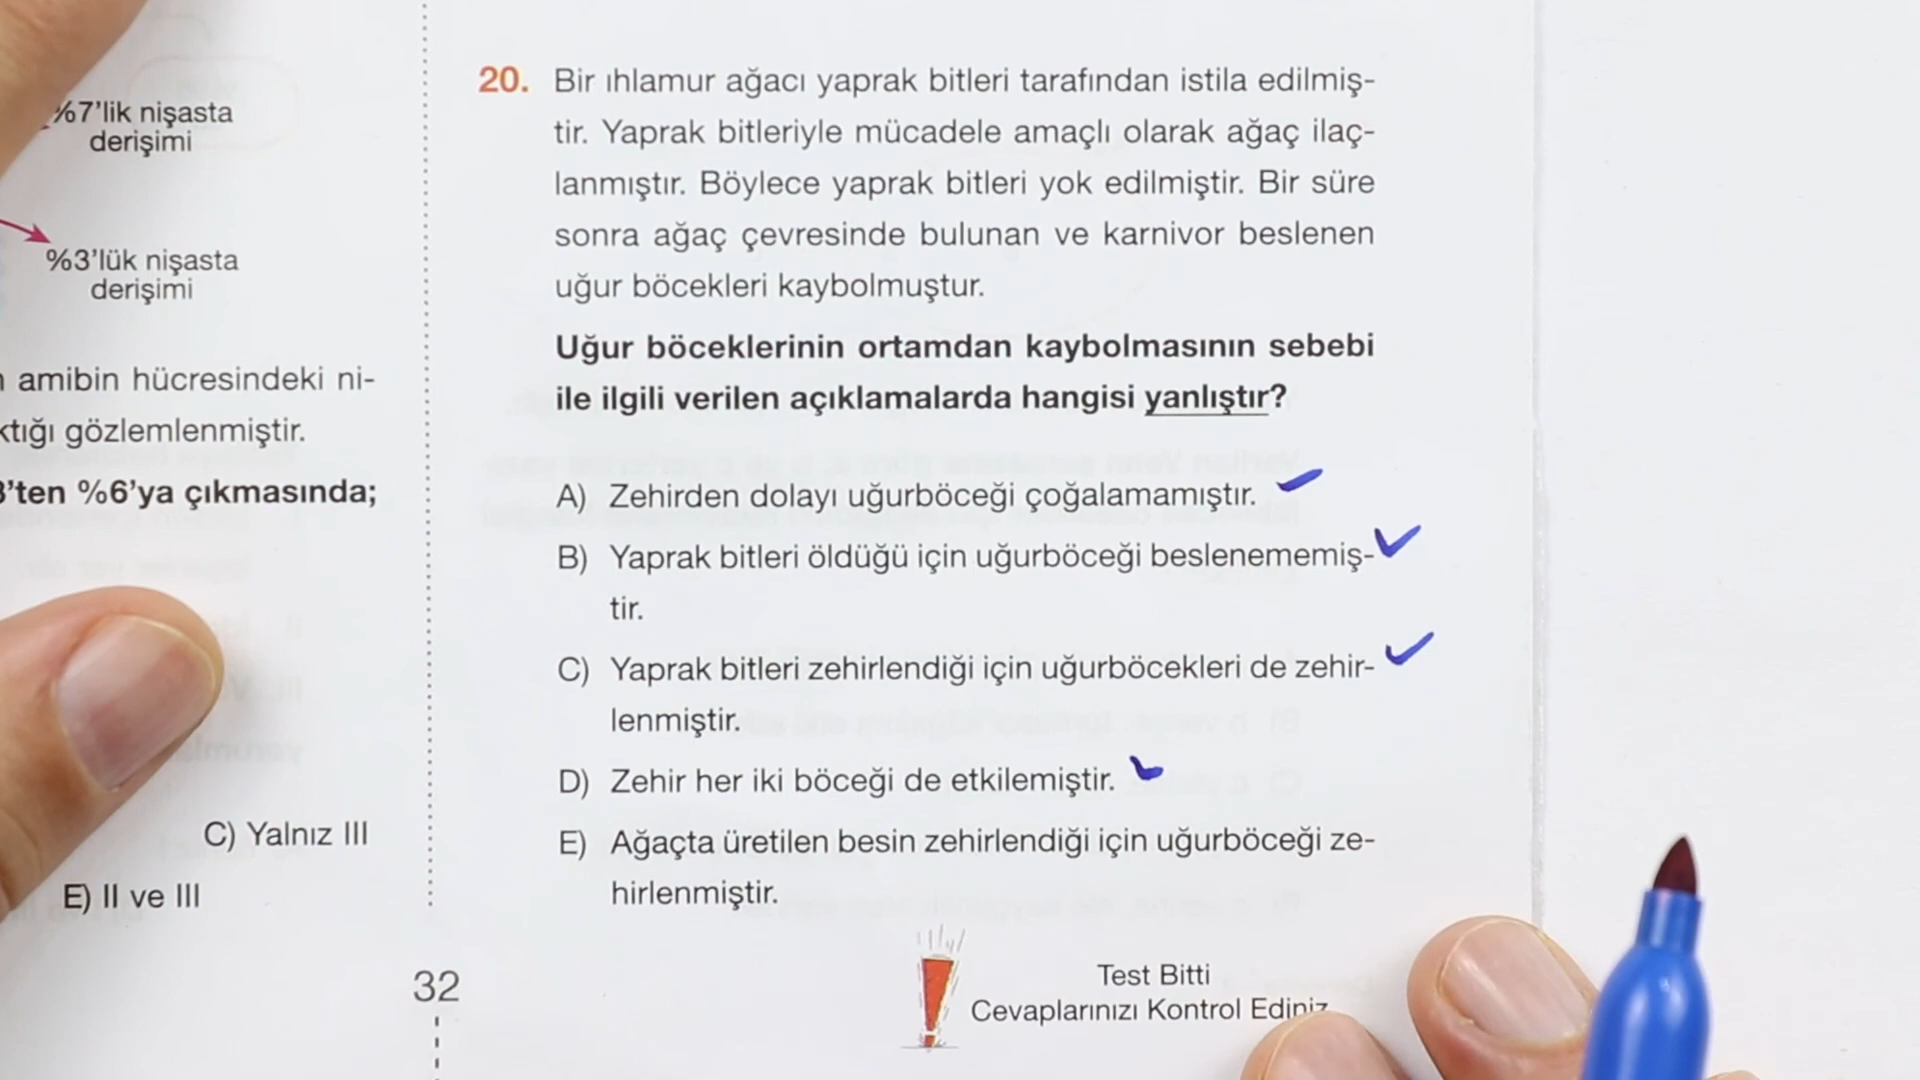 %7'lik nişasta
derişimi
%3'lük nişasta
derişimi
amibin hücresindeki ni-
gözlemlenmiştir.
%6'ya çıkmasında;
C) Yalnız III
E) II ve III
20. Bir ıhlamur ağacı yaprak bitleri tarafından istila edilmiş-
tir. Yaprak bitleriyle mücadele amaçlı olarak ağaç ilaç-
lanmıştır. Böylece yaprak bitleri yok edilmiştir. Bir süre
sonra ağaç çevresinde bulunan ve karnivor beslenen
uğur böcekleri kaybolmuştur.
Uğur böceklerinin ortamdan kaybolmasının sebebi
ile ilgili verilen açıklamalarda hangisi yanlıştır?
A) Zehirden dolayı uğurböceği çoğalamamıştır.
B) Yaprak bitleri öldüğü için uğurböceği beslenememiş-
tir.
C) Yaprak bitleri zehirlendiği için uğurböcekleri de zehir-
lenmiştir.
D) Zehir her iki böceği de etkilemiştir.
E) Ağaçta üretilen besin zehirlendiği için uğurböceği ze-
hirlenmiştir.
32
Test Bitti
Cevaplarınızı Kontrol Ediniz